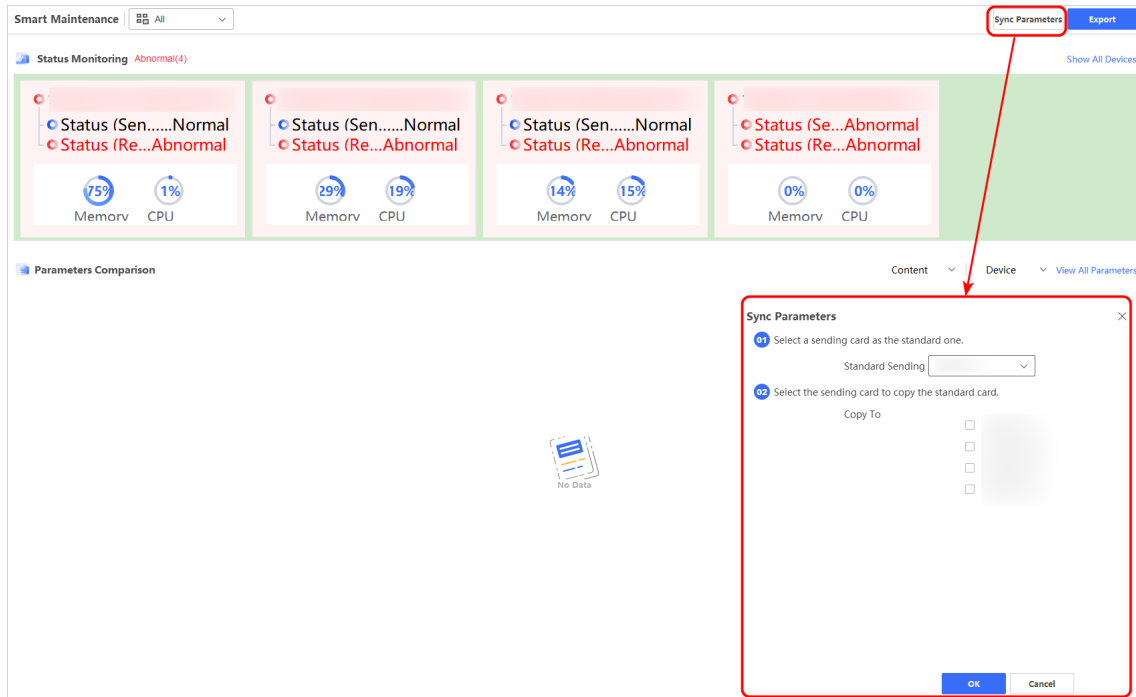 Smart Maintenance All Sync Parameters Export
Status Monitoring Abnormal(4) Show All Devices
Status (Sen......Normal
Status (Re...Abnormal
75% 1%
Memory CPU
Status (Sen......Normal
Status (Re...Abnormal
29% 19%
Memory CPU
Status (Sen......Normal
Status (Re...Abnormal
14% 15%
Memory CPU
Status (Se...Abnormal
Status (Re...Abnormal
0% 0%
Memory CPU
Parameters Comparison Content Device View All Parameters
No Data
Sync Parameters
01 Select a sending card as the standard one.
Standard Sending
02 Select the sending card to copy the standard card.
Copy To
OK Cancel